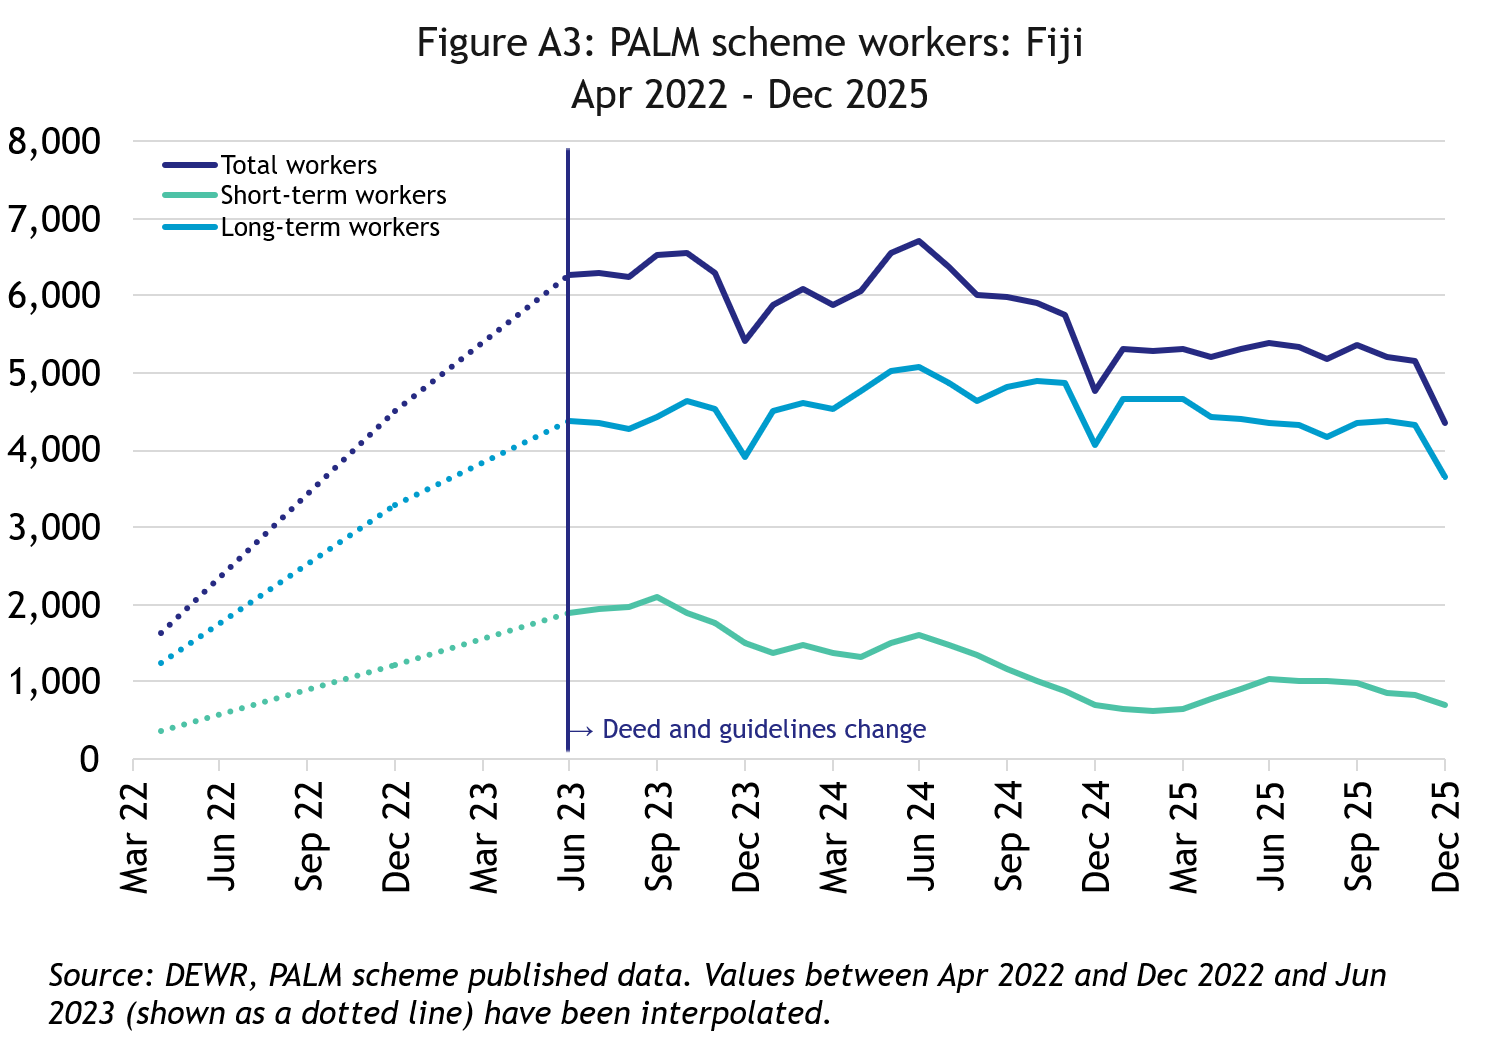 Figure A3: PALM scheme workers: Fiji
Apr 2022 - Dec 2025
8,000
7,000
6,000
5,000
4,000
3,000
2,000
1,000
0
Total workers
Short-term workers
Long-term workers
→ Deed and guidelines change
Mar 22
Jun 22
Sep 22
Dec 22
Mar 23
Jun 23
Sep 23
Dec 23
Mar 24
Jun 24
Sep 24
Dec 24
Mar 25
Jun 25
Sep 25
Dec 25
Source: DEWR, PALM scheme published data. Values between Apr 2022 and Dec 2022 and Jun
2023 (shown as a dotted line) have been interpolated.